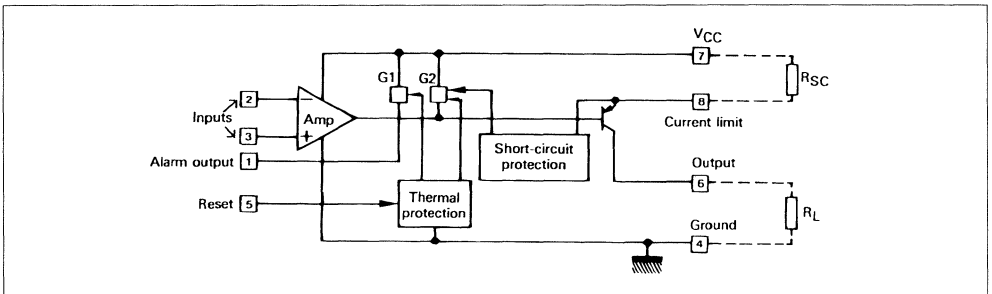 VCC
7
RSC
G1
G2
2
−
8
Inputs
Amp
Current limit
3
+
Short-circuit
protection
Alarm output
1
Output
6
Thermal
protection
Reset
5
RL
Ground
4